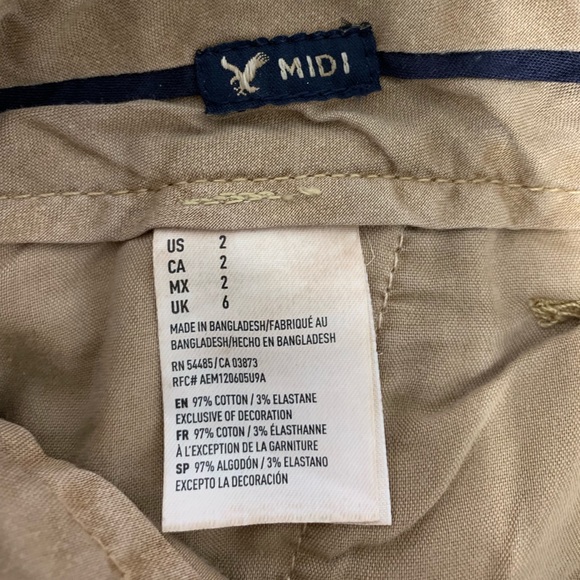 MIDI
US 2
CA 2
MX 2
UK 6
MADE IN BANGLADESH/FABRIQUÉ AU
BANGLADESH/HECHO EN BANGLADESH
RN 54485/CA 03873
RFC# AEM120605U9A
EN 97% COTTON / 3% ELASTANE
EXCLUSIVE OF DECORATION
FR 97% COTON / 3% ÉLASTHANNE
À L'EXCEPTION DE LA GARNITURE
SP 97% ALGODÓN / 3% ELASTANO
EXCEPTO LA DECORACIÓN